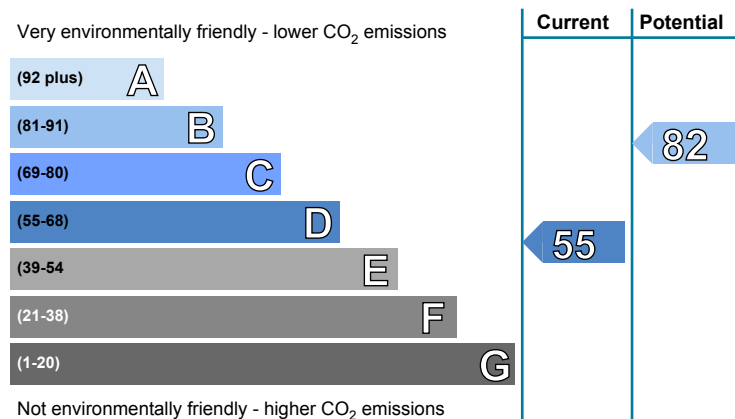 Very environmentally friendly - lower CO2 emissions
Current
Potential
(92 plus) A
(81-91) B
(69-80) C
(55-68) D
(39-54 E
(21-38) F
(1-20) G
82
55
Not environmentally friendly - higher CO2 emissions